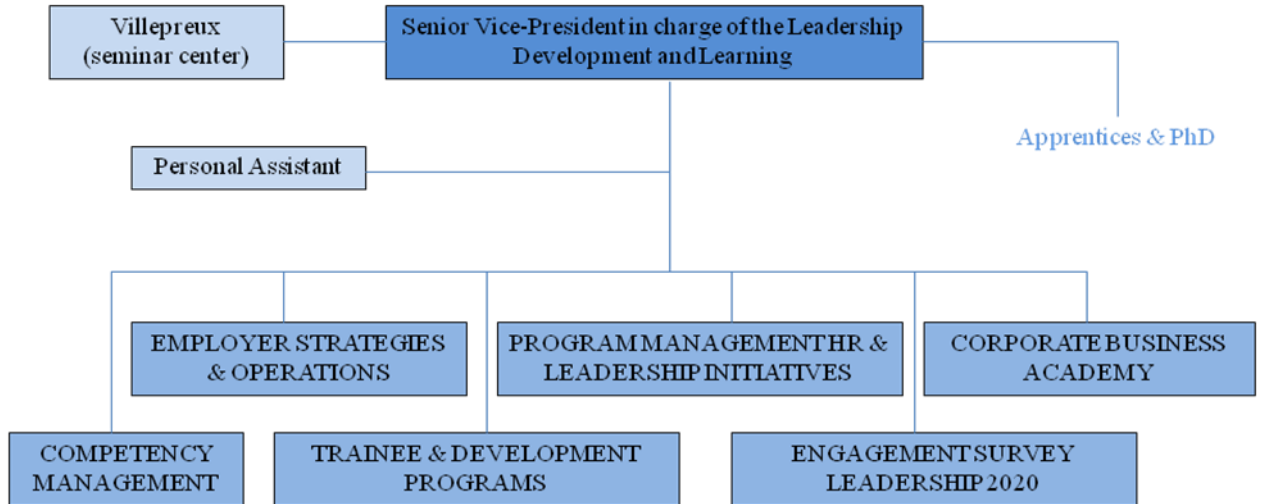 Villepreux
(seminar center)
Senior Vice-President in charge of the Leadership
Development and Learning
Apprentices & PhD
Personal Assistant
EMPLOYER STRATEGIES
& OPERATIONS
PROGRAM MANAGEMENT HR &
LEADERSHIP INITIATIVES
CORPORATE BUSINESS
ACADEMY
COMPETENCY
MANAGEMENT
TRAINEE & DEVELOPMENT
PROGRAMS
ENGAGEMENT SURVEY
LEADERSHIP 2020